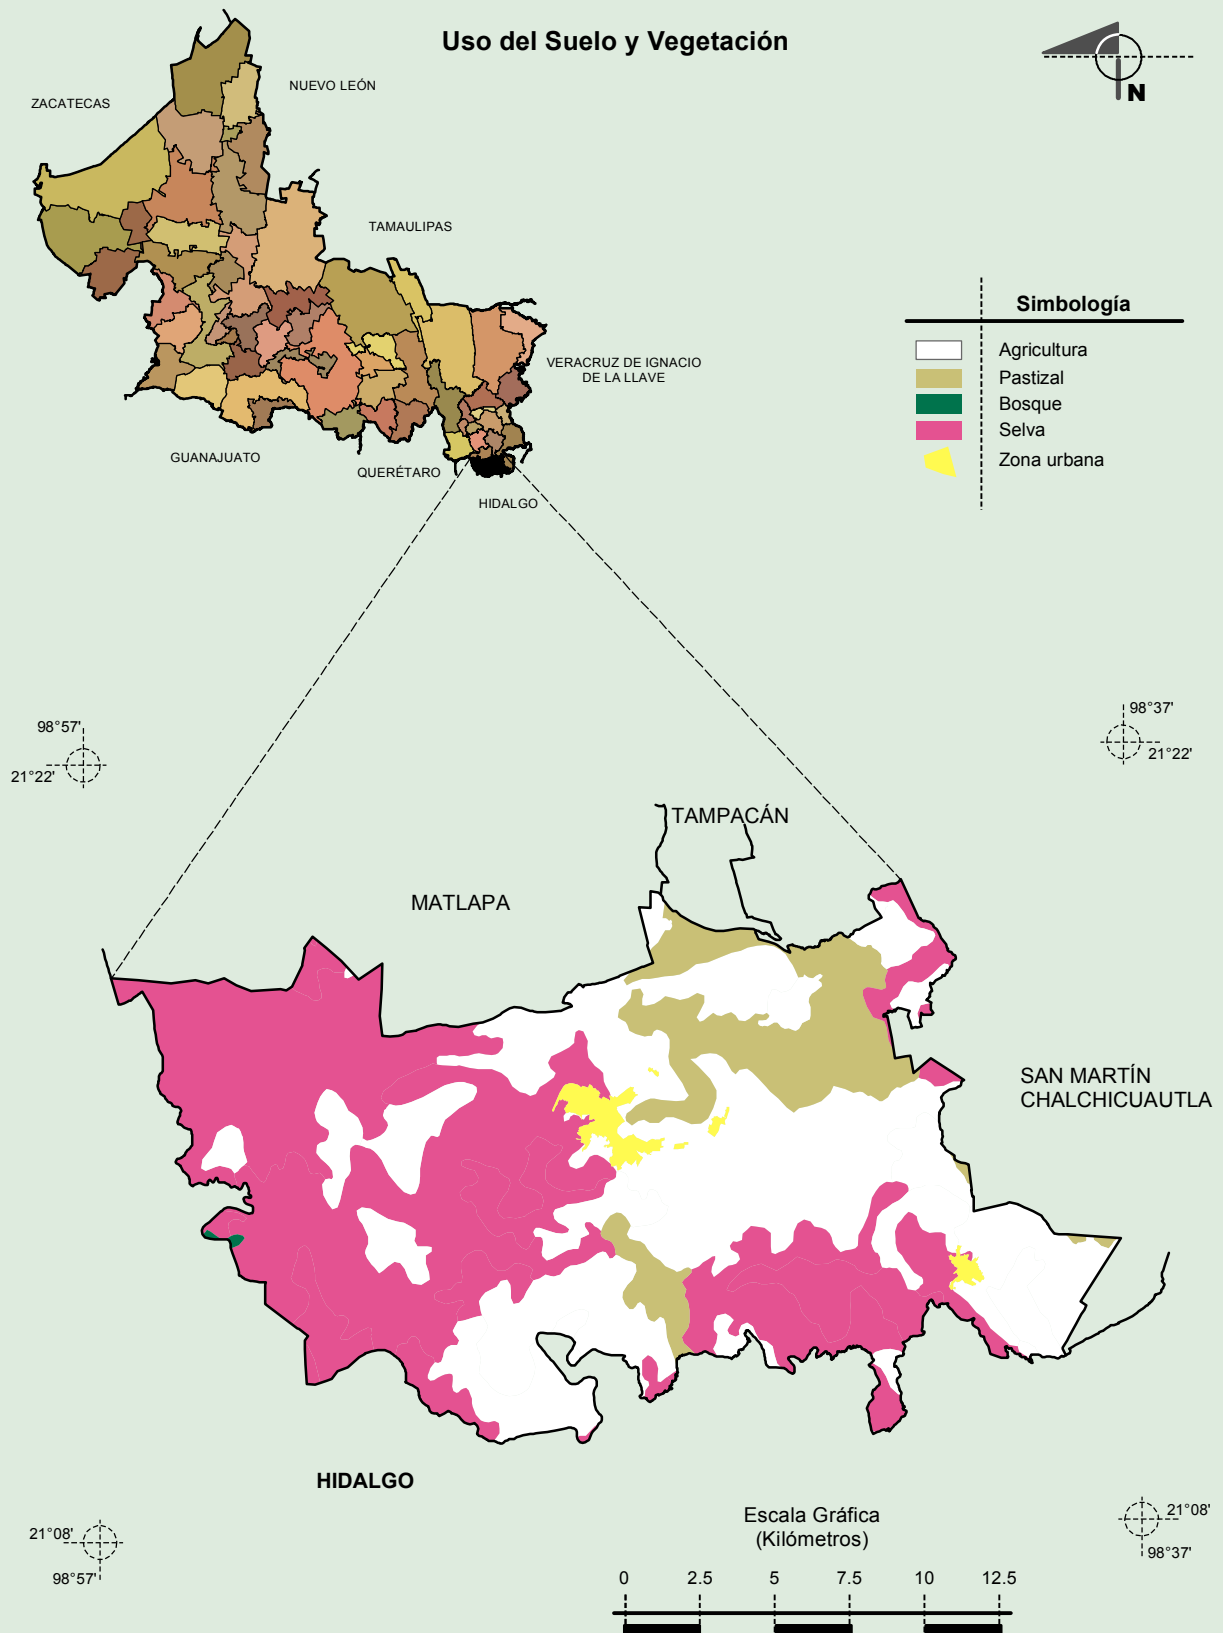 Uso del Suelo y Vegetación
N
NUEVO LEÓN
ZACATECAS
TAMAULIPAS
VERACRUZ DE IGNACIO
DE LA LLAVE
GUANAJUATO
QUERÉTARO
HIDALGO
Simbología
Agricultura
Pastizal
Bosque
Selva
Zona urbana
98°57'
21°22'
98°37'
21°22'
TAMPACÁN
MATLAPA
SAN MARTÍN
CHALCHICUAUTLA
HIDALGO
21°08'
98°57'
21°08'
98°37'
Escala Gráfica
(Kilómetros)
0 2.5 5 7.5 10 12.5